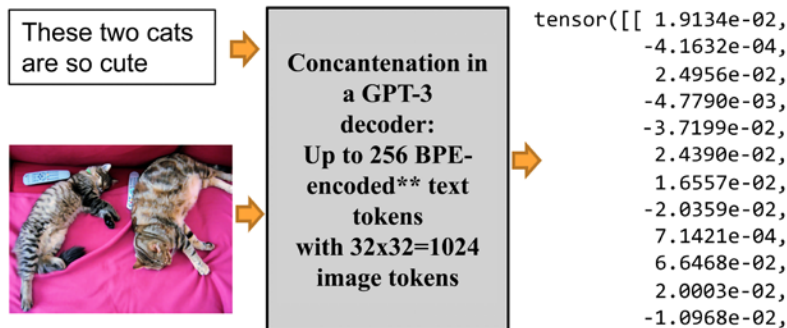 These two cats
are so cute
Concantenation in
a GPT-3
decoder:
Up to 256 BPE-
encoded** text
tokens
with 32x32=1024
image tokens
tensor([[ 1.9134e-02,
-4.1632e-04,
2.4956e-02,
-4.7790e-03,
-3.7199e-02,
2.4390e-02,
1.6557e-02,
-2.0359e-02,
7.1421e-04,
6.6468e-02,
2.0003e-02,
-1.0968e-02,